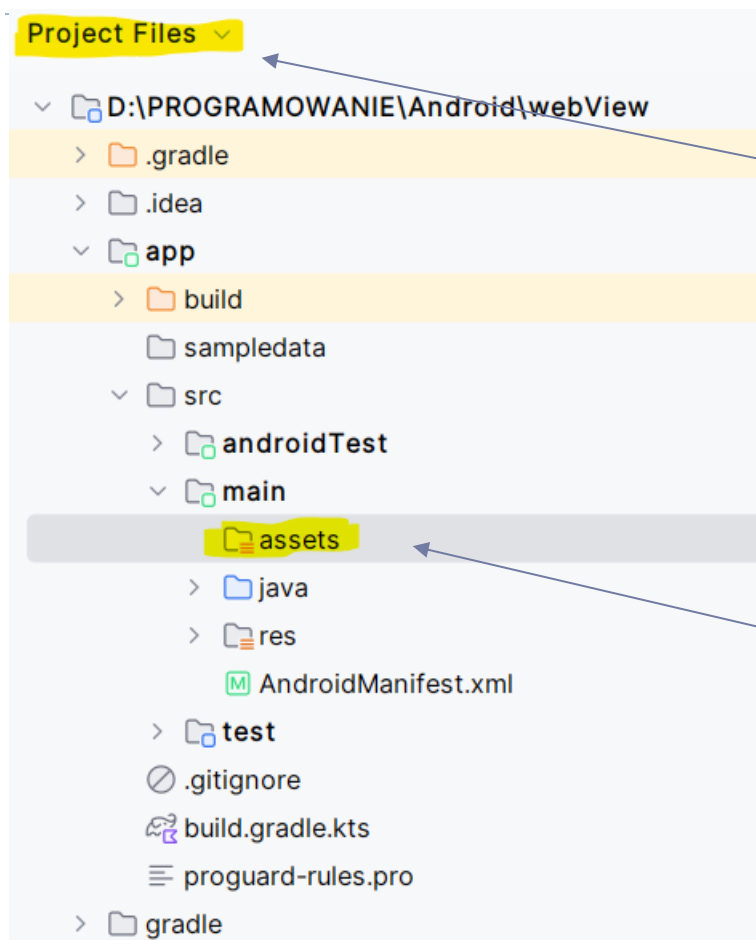 Project Files
D:\PROGRAMOWANIE\Android\webView
.gradle
.idea
app
build
sampledata
src
androidTest
main
assets
java
res
AndroidManifest.xml
test
.gitignore
build.gradle.kts
proguard-rules.pro
gradle